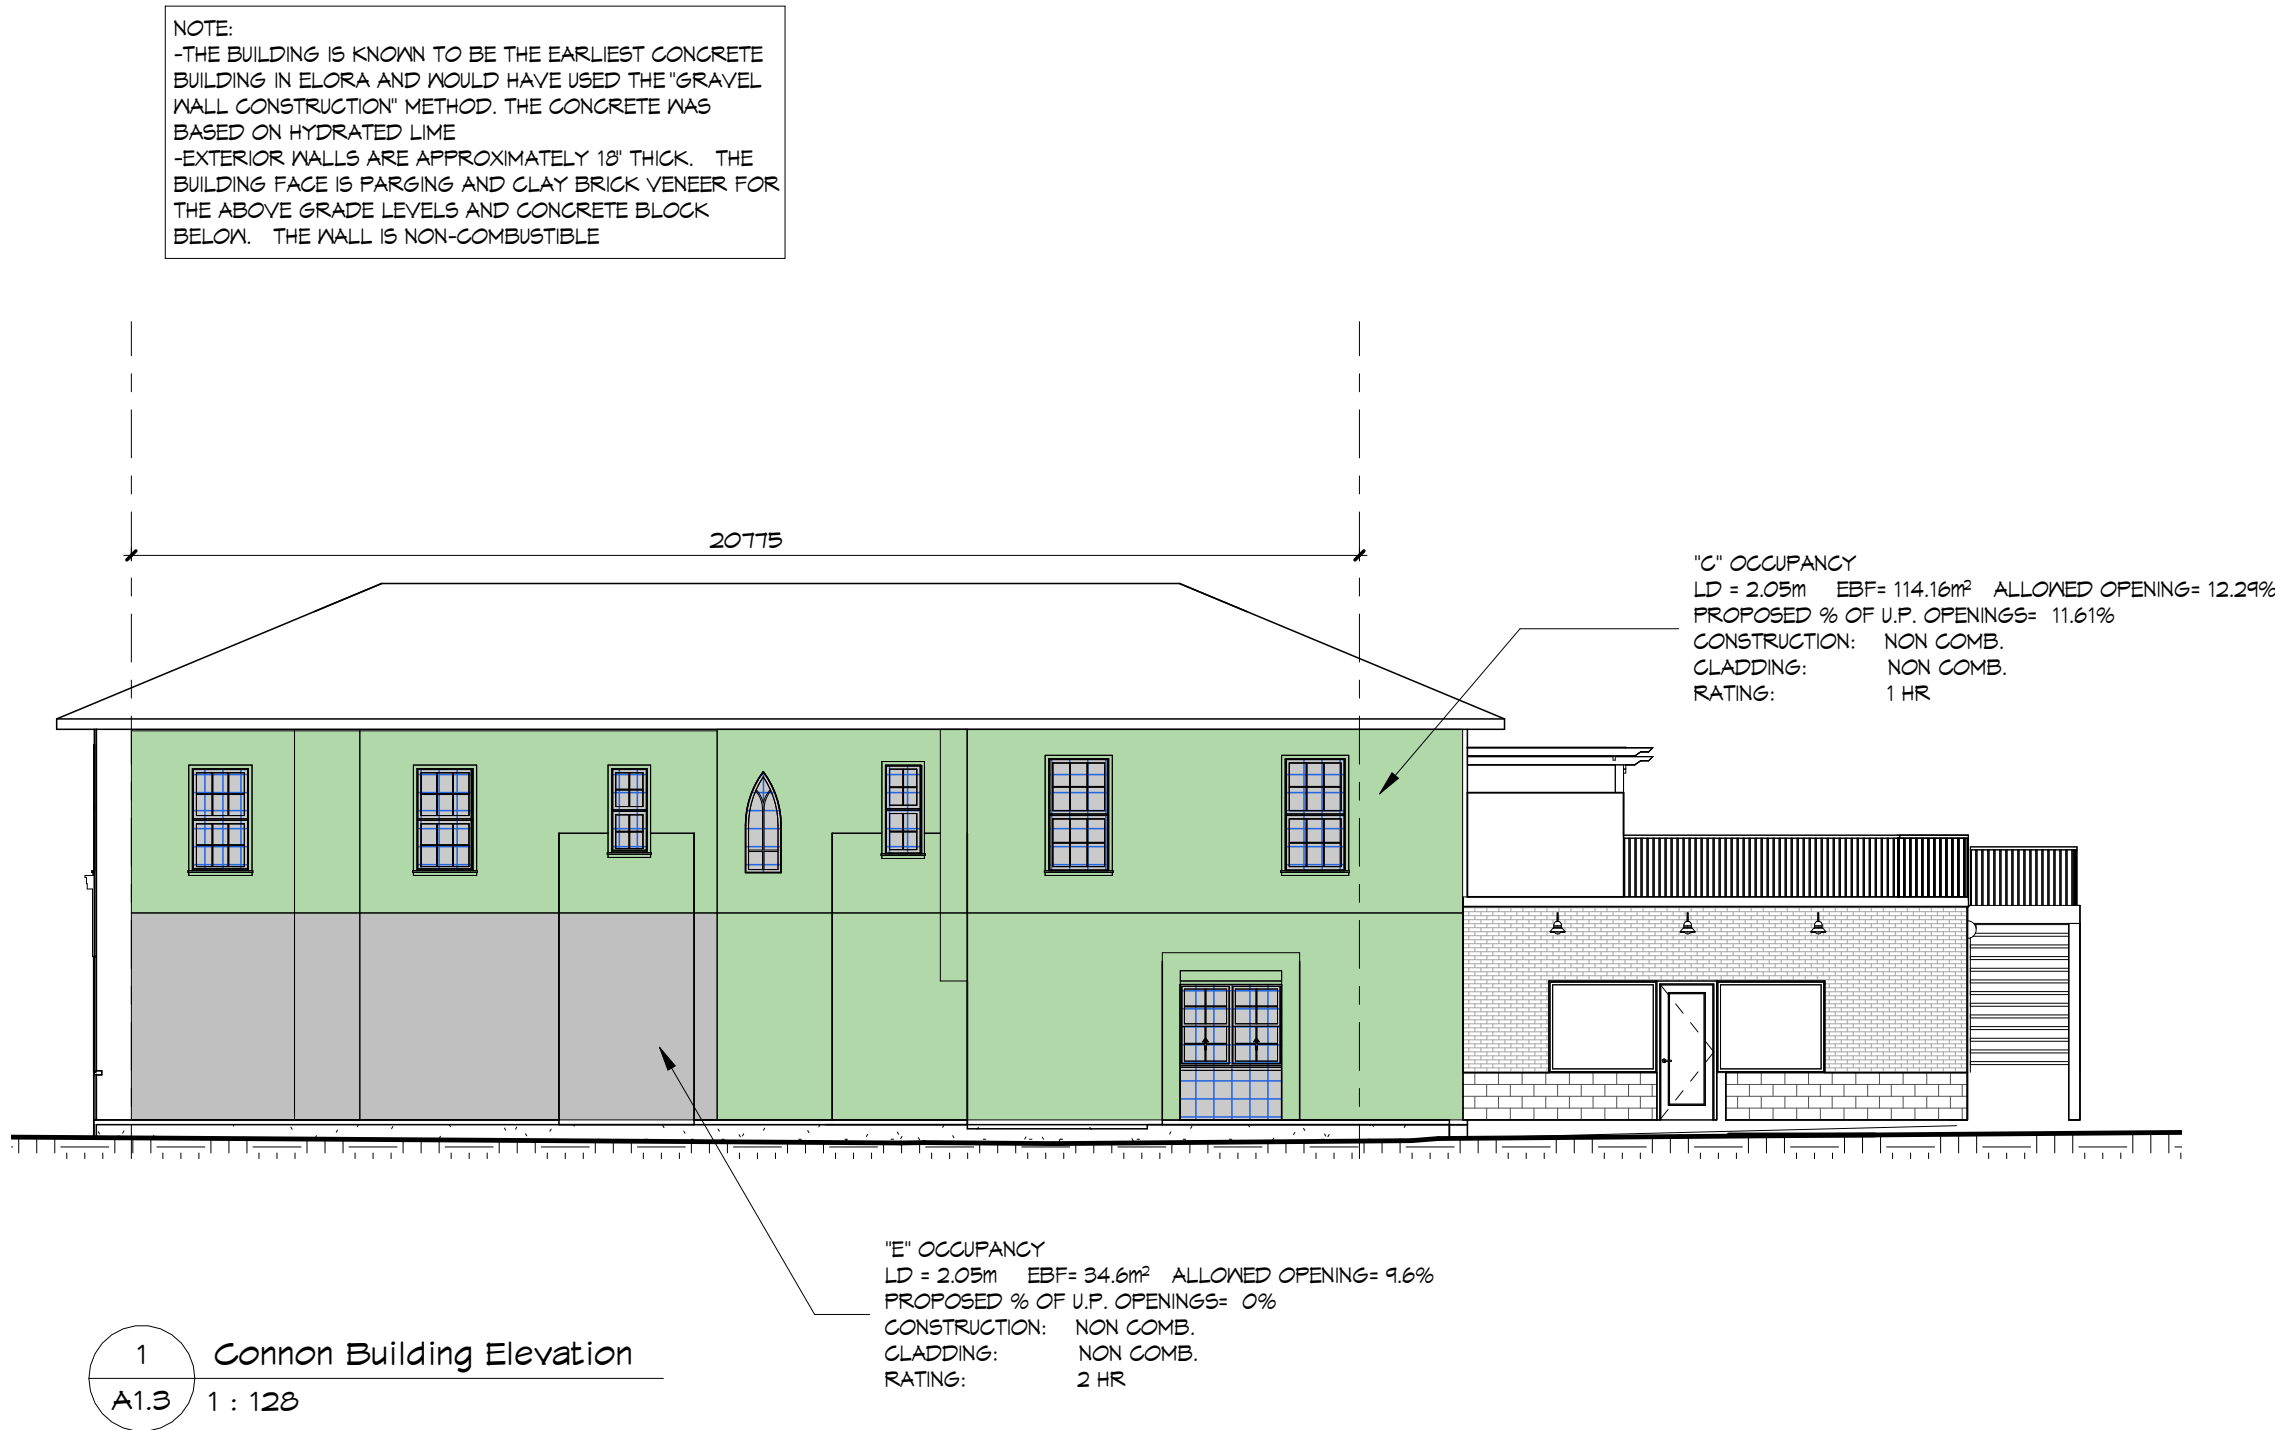 NOTE:
-THE BUILDING IS KNOWN TO BE THE EARLIEST CONCRETE
BUILDING IN ELORA AND WOULD HAVE USED THE "GRAVEL
WALL CONSTRUCTION" METHOD. THE CONCRETE WAS
BASED ON HYDRATED LIME
-EXTERIOR WALLS ARE APPROXIMATELY 18" THICK. THE
BUILDING FACE IS PARGING AND CLAY BRICK VENEER FOR
THE ABOVE GRADE LEVELS AND CONCRETE BLOCK
BELOW. THE WALL IS NON-COMBUSTIBLE
20775
"C" OCCUPANCY
LD = 2.05m EBF= 114.16m² ALLOWED OPENING= 12.29%
PROPOSED % OF U.P. OPENINGS= 11.61%
CONSTRUCTION: NON COMB.
CLADDING: NON COMB.
RATING: 1 HR
"E" OCCUPANCY
LD = 2.05m EBF= 34.6m² ALLOWED OPENING= 9.6%
PROPOSED % OF U.P. OPENINGS= 0%
CONSTRUCTION: NON COMB.
CLADDING: NON COMB.
RATING: 2 HR
1 Connon Building Elevation
A1.3 1 : 128